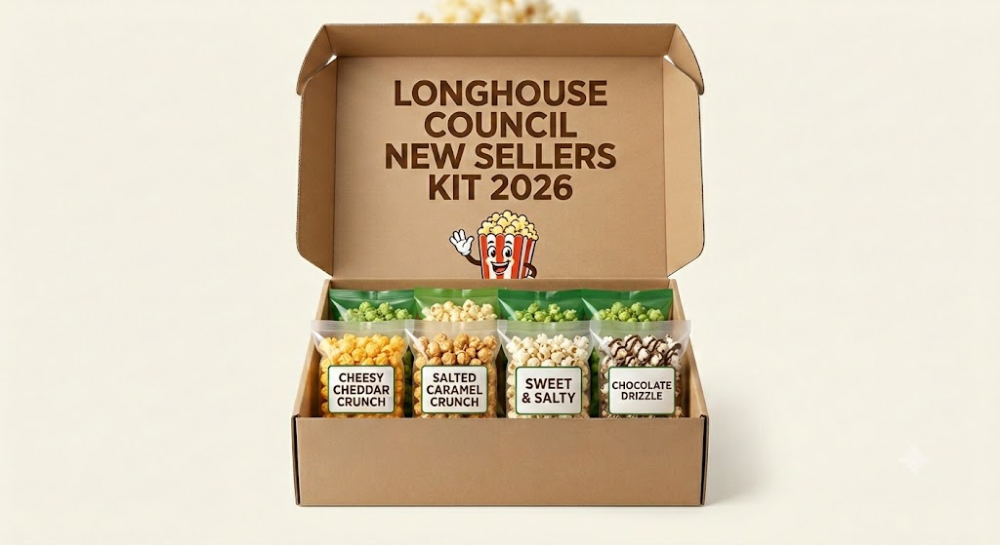 LONGHOUSE
COUNCIL
NEW SELLERS
KIT 2026
CHEESY
CHEDDAR
CRUNCH
SALTED
CARAMEL
CRUNCH
SWEET
& SALTY
CHOCOLATE
DRIZZLE